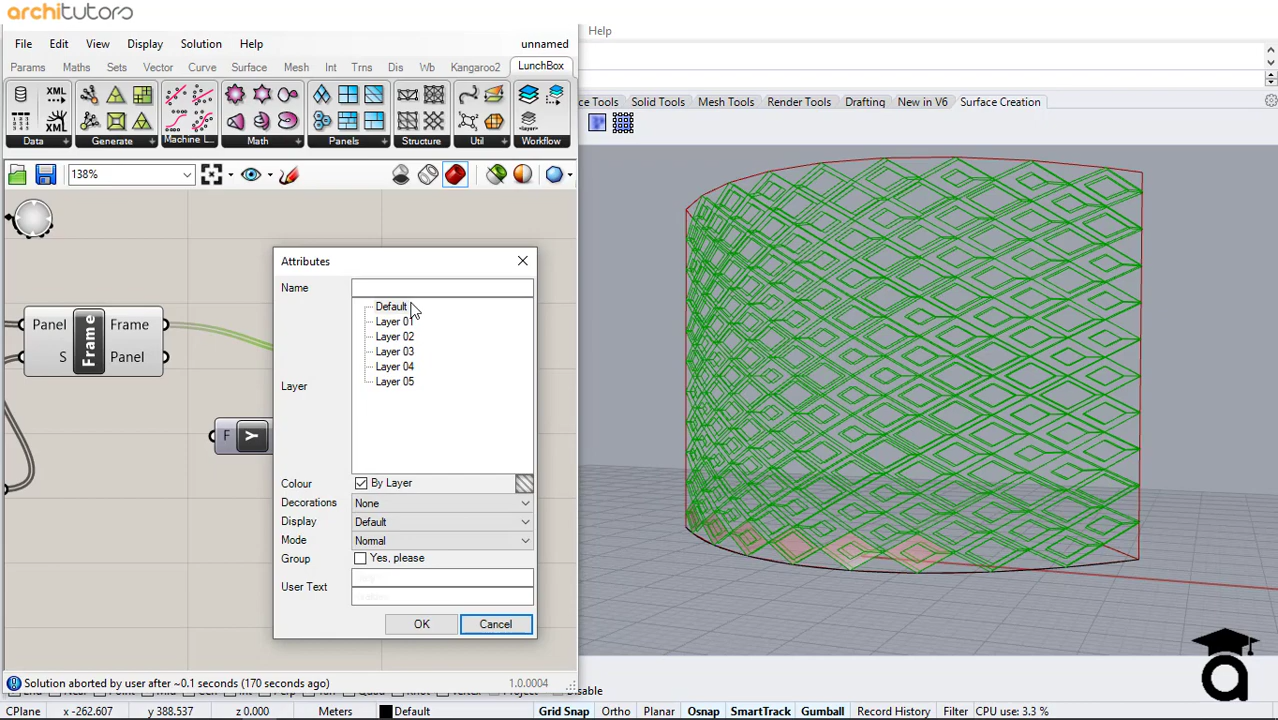 architutors
File Edit View Display Solution Help unnamed
Help
Params Maths Sets Vector Curve Surface Mesh Int Trns Dis Wb Kangaroo2 LunchBox
ce Tools Solid Tools Mesh Tools Render Tools Drafting New in V6 Surface Creation
XML
XML
<layer>
Data Generate Machine L... Math Panels Structure Util Workflow
138%
Attributes
Name
Default
Layer 01
Layer 02
Layer 03
Layer 04
Layer 05
Layer
Panel Frame Frame
S Panel
F
Colour By Layer
Decorations None
Display Default
Mode Normal
Group Yes, please
User Text
OK Cancel
Solution aborted by user after ~0.1 seconds (170 seconds ago) 1.0.0004
Disable
CPlane x -262.607 y 388.537 z 0.000 Meters Default Grid Snap Ortho Planar Osnap SmartTrack Gumball Record History Filter CPU use: 3.3 %